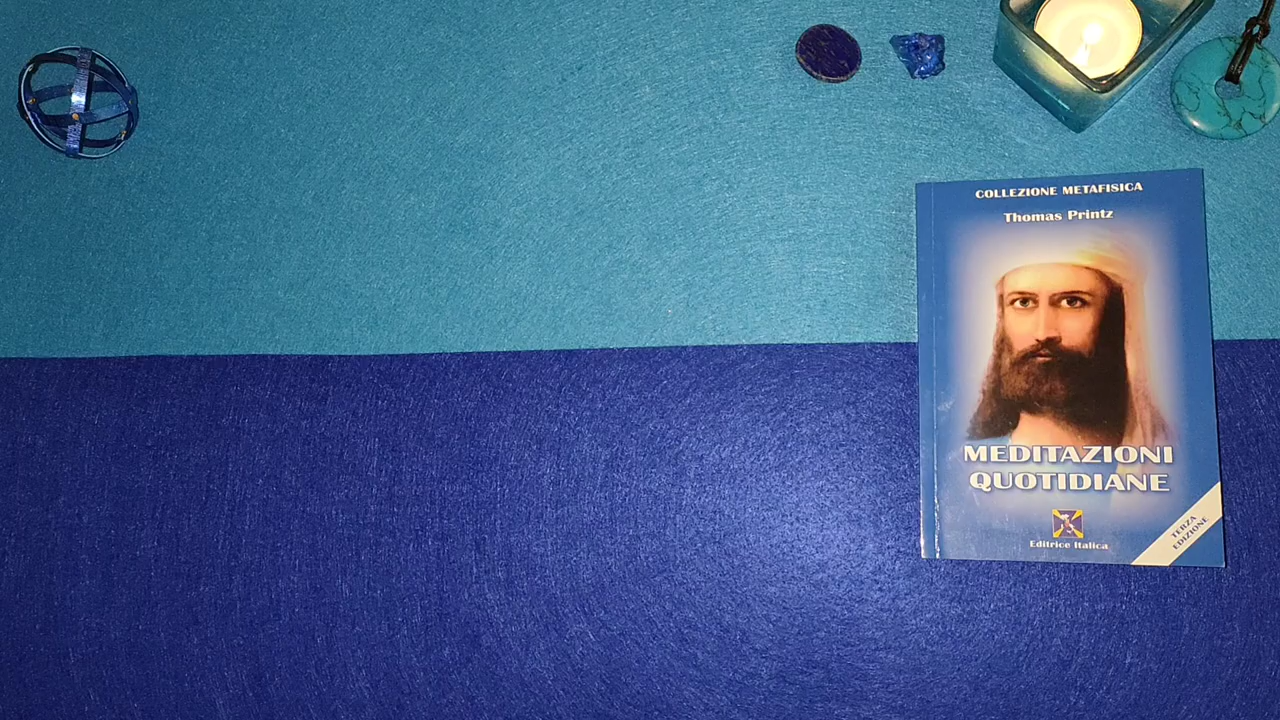 COLLEZIONE METAFISICA
Thomas Printz
MEDITAZIONI
QUOTIDIANE
Editrice Italica
TERZA
EDIZIONE